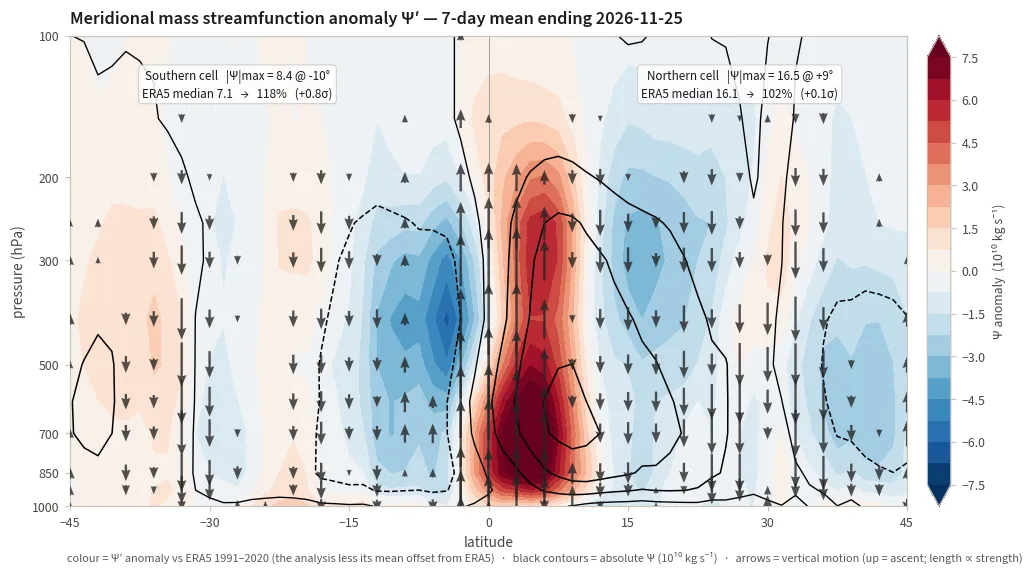 Meridional mass streamfunction anomaly Ψ′ — 7-day mean ending 2026-11-25
Southern cell |Ψ|max = 8.4 @ -10°
ERA5 median 7.1 → 118% (+0.8σ)
Northern cell |Ψ|max = 16.5 @ +9°
ERA5 median 16.1 → 102% (+0.1σ)
pressure (hPa)
100
200
300
400
500
700
850
1000
−45
−30
−15
0
15
30
45
latitude
7.5
6.0
4.5
3.0
1.5
0.0
−1.5
−3.0
−4.5
−6.0
−7.5
Ψ anomaly (10¹⁰ kg s⁻¹)
colour = Ψ′ anomaly vs ERA5 1991–2020 (the analysis less its mean offset from ERA5) · black contours = absolute Ψ (10¹⁰ kg s⁻¹) · arrows = vertical motion (up = ascent; length ∝ strength)